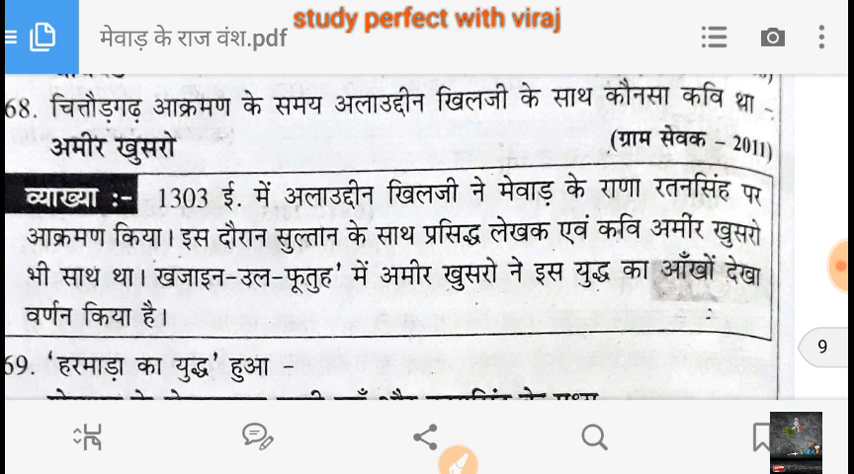 study perfect with viraj
मेवाड़ के राज वंश.pdf
68. चित्तौड़गढ़ आक्रमण के समय अलाउद्दीन खिलजी के साथ कौनसा कवि था -
अमीर खुसरो (ग्राम सेवक - 2011)
व्याख्या :- 1303 ई. में अलाउद्दीन खिलजी ने मेवाड़ के राणा रतनसिंह पर
आक्रमण किया। इस दौरान सुल्तान के साथ प्रसिद्ध लेखक एवं कवि अमीर खुसरो
भी साथ था। खजाइन-उल-फूतुह' में अमीर खुसरो ने इस युद्ध का आँखों देखा
वर्णन किया है।
9
69. 'हरमाड़ा का युद्ध' हुआ -